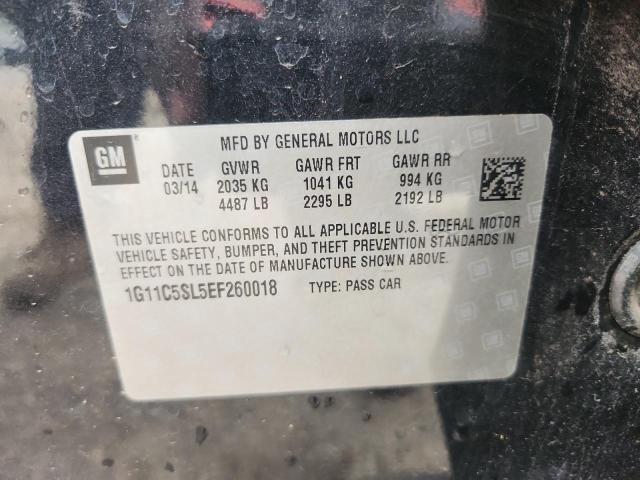 GM
MFD BY GENERAL MOTORS LLC
DATE GVWR GAWR FRT GAWR RR
03/14 2035 KG 1041 KG 994 KG
4487 LB 2295 LB 2192 LB
THIS VEHICLE CONFORMS TO ALL APPLICABLE U.S. FEDERAL MOTOR
VEHICLE SAFETY, BUMPER, AND THEFT PREVENTION STANDARDS IN
EFFECT ON THE DATE OF MANUFACTURE SHOWN ABOVE.
1G11C5SL5EF260018 TYPE: PASS CAR